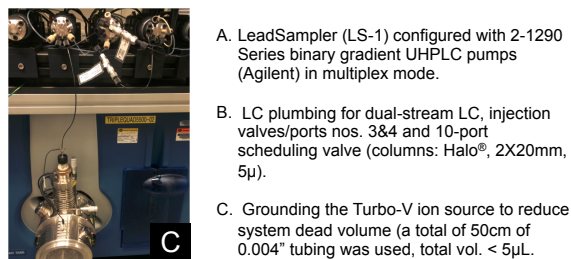 A. LeadSampler (LS-1) configured with 2-1290
Series binary gradient UHPLC pumps
(Agilent) in multiplex mode.
B. LC plumbing for dual-stream LC, injection
valves/ports nos. 3&4 and 10-port
scheduling valve (columns: Halo®, 2X20mm,
5µ).
C. Grounding the Turbo-V ion source to reduce
system dead volume (a total of 50cm of
0.004” tubing was used, total vol. < 5µL.
TRIPLEQUAD5500-02
C